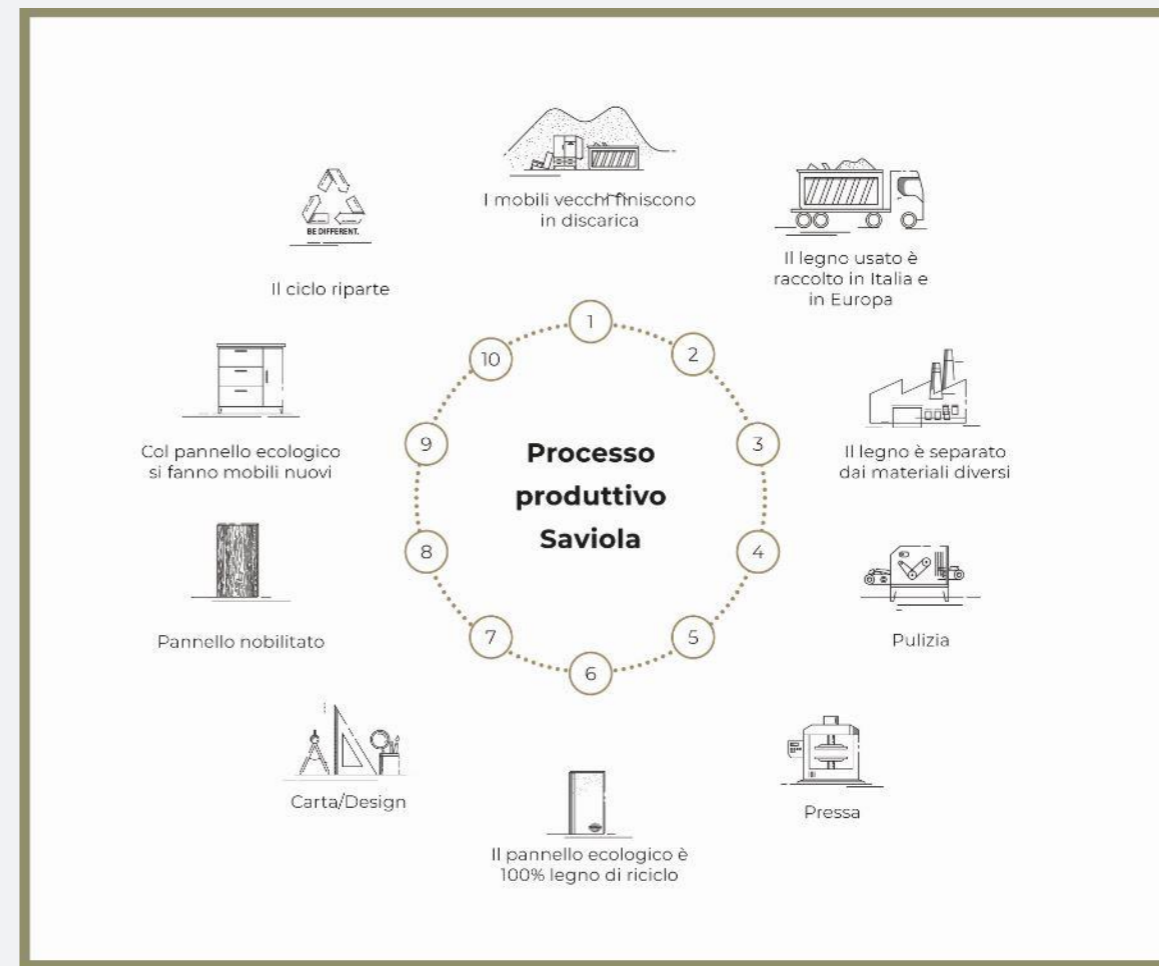 I mobili vecchi finiscono
in discarica
1
Il legno usato è
raccolto in Italia e
in Europa
2
Il legno è separato
dai materiali diversi
3
Pulizia
4
Pressa
5
Il pannello ecologico è
100% legno di riciclo
6
Carta/Design
7
Pannello nobilitato
8
Col pannello ecologico
si fanno mobili nuovi
9
BE DIFFERENT.
Il ciclo riparte
10
Processo
produttivo
Saviola